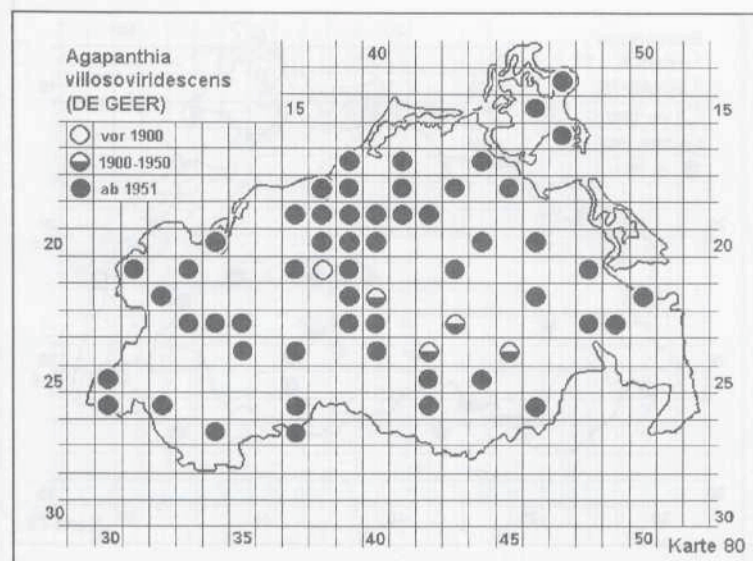 40 50
Agapanthia
villosoviridescens
(DE GEER)
15 15
vor 1900
1900-1950
ab 1951
20 20
25 25
30 30
35 40 45 50
Karte 80